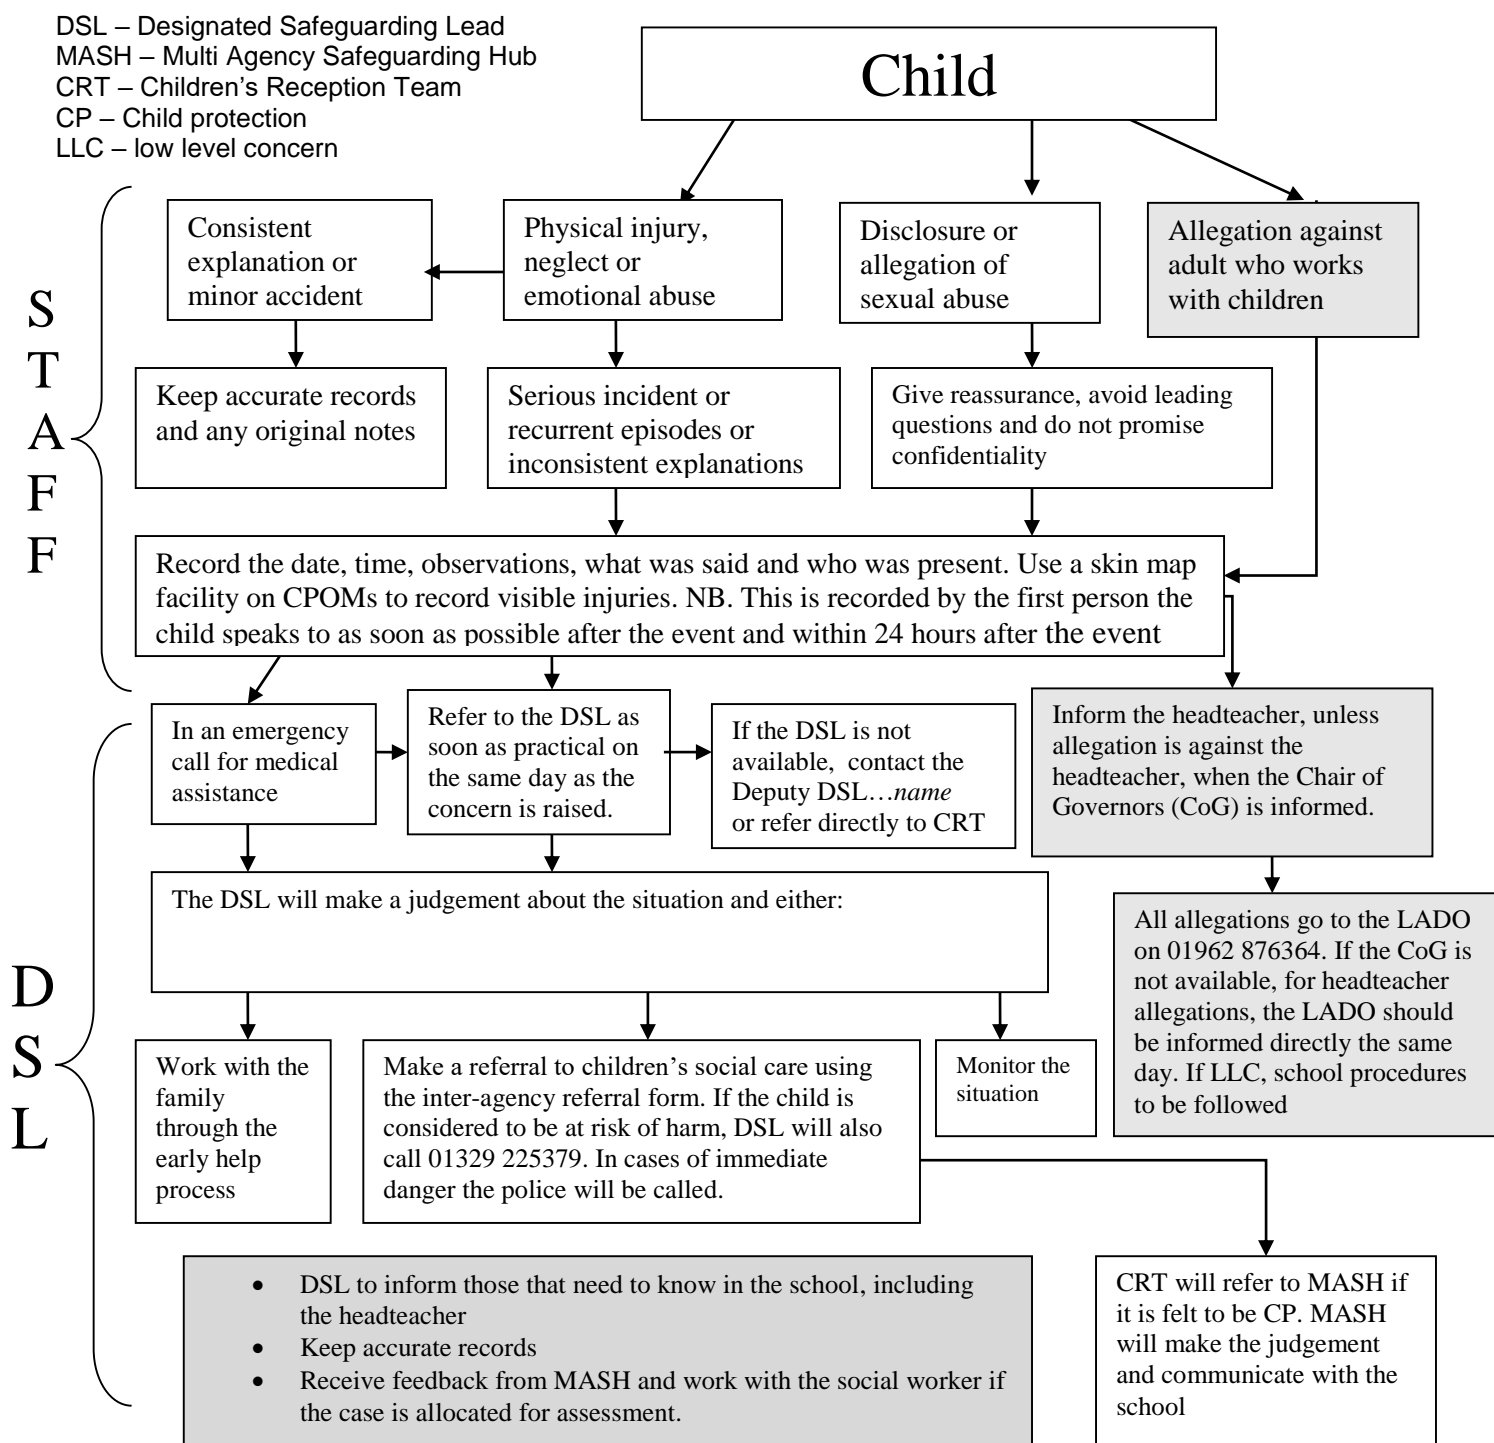 DSL – Designated Safeguarding Lead
MASH – Multi Agency Safeguarding Hub
CRT – Children's Reception Team
CP – Child protection
LLC – low level concern
Child
S
T
A
F
F
Consistent
explanation or
minor accident
Physical injury,
neglect or
emotional abuse
Disclosure or
allegation of
sexual abuse
Allegation against
adult who works
with children
Keep accurate records
and any original notes
Serious incident or
recurrent episodes or
inconsistent explanations
Give reassurance, avoid leading
questions and do not promise
confidentiality
Record the date, time, observations, what was said and who was present. Use a skin map
facility on CPOMs to record visible injuries. NB. This is recorded by the first person the
child speaks to as soon as possible after the event and within 24 hours after the event
D
S
L
In an emergency
call for medical
assistance
Refer to the DSL as
soon as practical on
the same day as the
concern is raised.
If the DSL is not
available,  contact the
Deputy DSL…name
or refer directly to CRT
Inform the headteacher, unless
allegation is against the
headteacher, when the Chair of
Governors (CoG) is informed.
The DSL will make a judgement about the situation and either:
All allegations go to the LADO
on 01962 876364. If the CoG is
not available, for headteacher
allegations, the LADO should
be informed directly the same
day. If LLC, school procedures
to be followed
Work with the
family
through the
early help
process
Make a referral to children's social care using
the inter-agency referral form. If the child is
considered to be at risk of harm, DSL will also
call 01329 225379. In cases of immediate
danger the police will be called.
Monitor the
situation
• DSL to inform those that need to know in the school, including
the headteacher
• Keep accurate records
• Receive feedback from MASH and work with the social worker if
the case is allocated for assessment.
CRT will refer to MASH if
it is felt to be CP. MASH
will make the judgement
and communicate with the
school